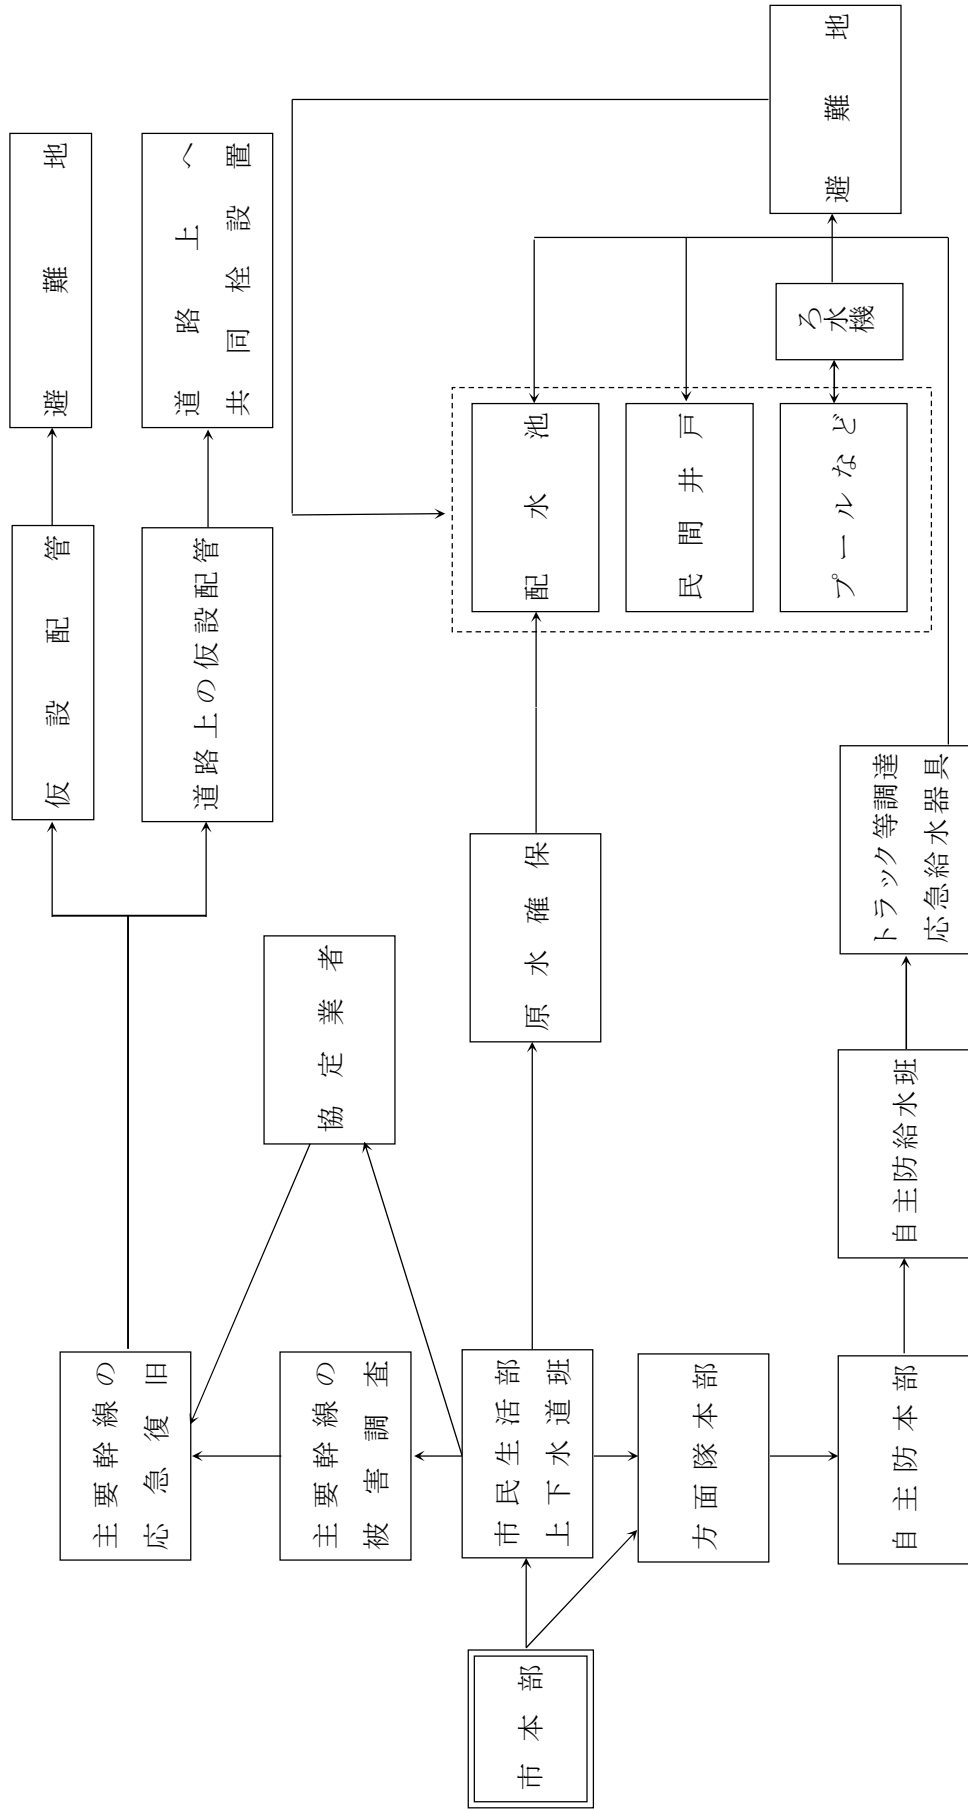 市本部
主要幹線の
応急復旧
主要幹線の
被害調査
市民生活部
上下水道班
方面隊本部
自主防本部
協定業者
自主防給水班
原水確保
トラック等調達
応急給水器具
仮設配管
道路上の仮設配管
配水池
民間井戸
プールなど
ろ
水
機
避難地
道路上へ
共同栓設置
避難地